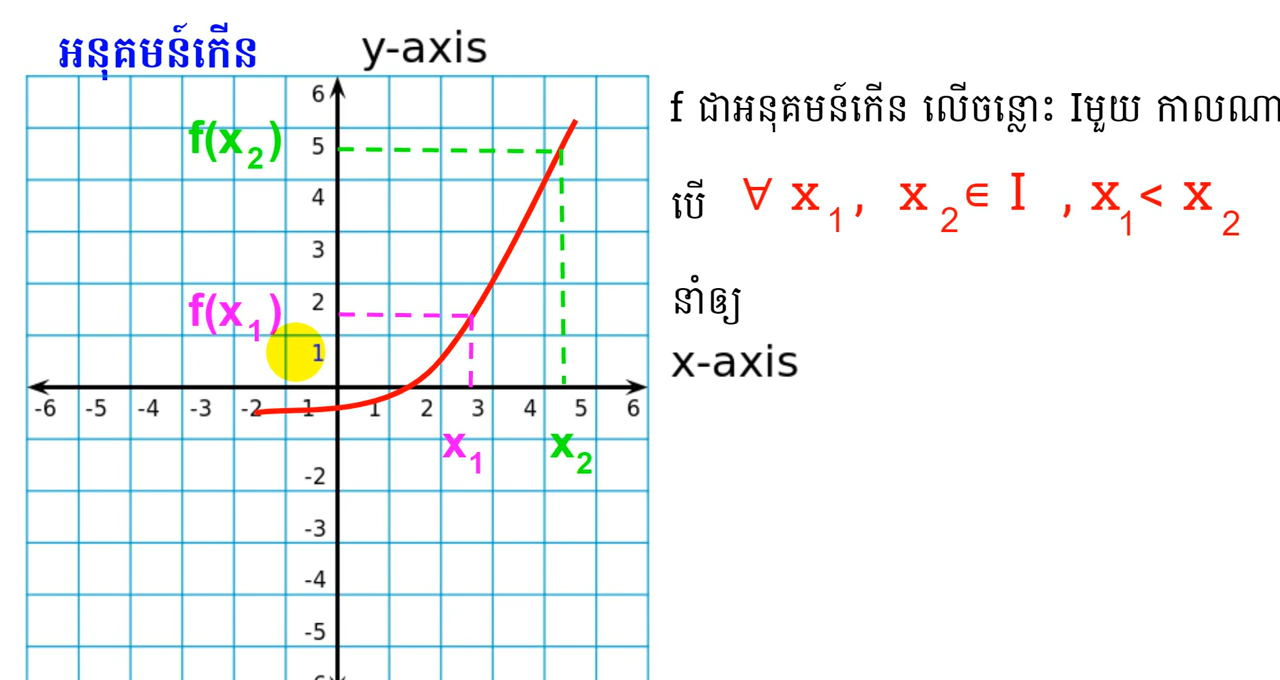 អនុគមន៍កើន
y-axis
f ជាអនុគមន៍កើន លើចន្លោះ Iមួយ កាលណា
បើ ∀ x₁, x₂ ∈ I , x₁ < x₂
នាំឲ្យ
x-axis
6
f(x₂)
5
4
3
f(x₁)
2
1
-6 -5 -4 -3 -2 1 1 2 3 4 5 6
x₁ x₂
-2
-3
-4
-5